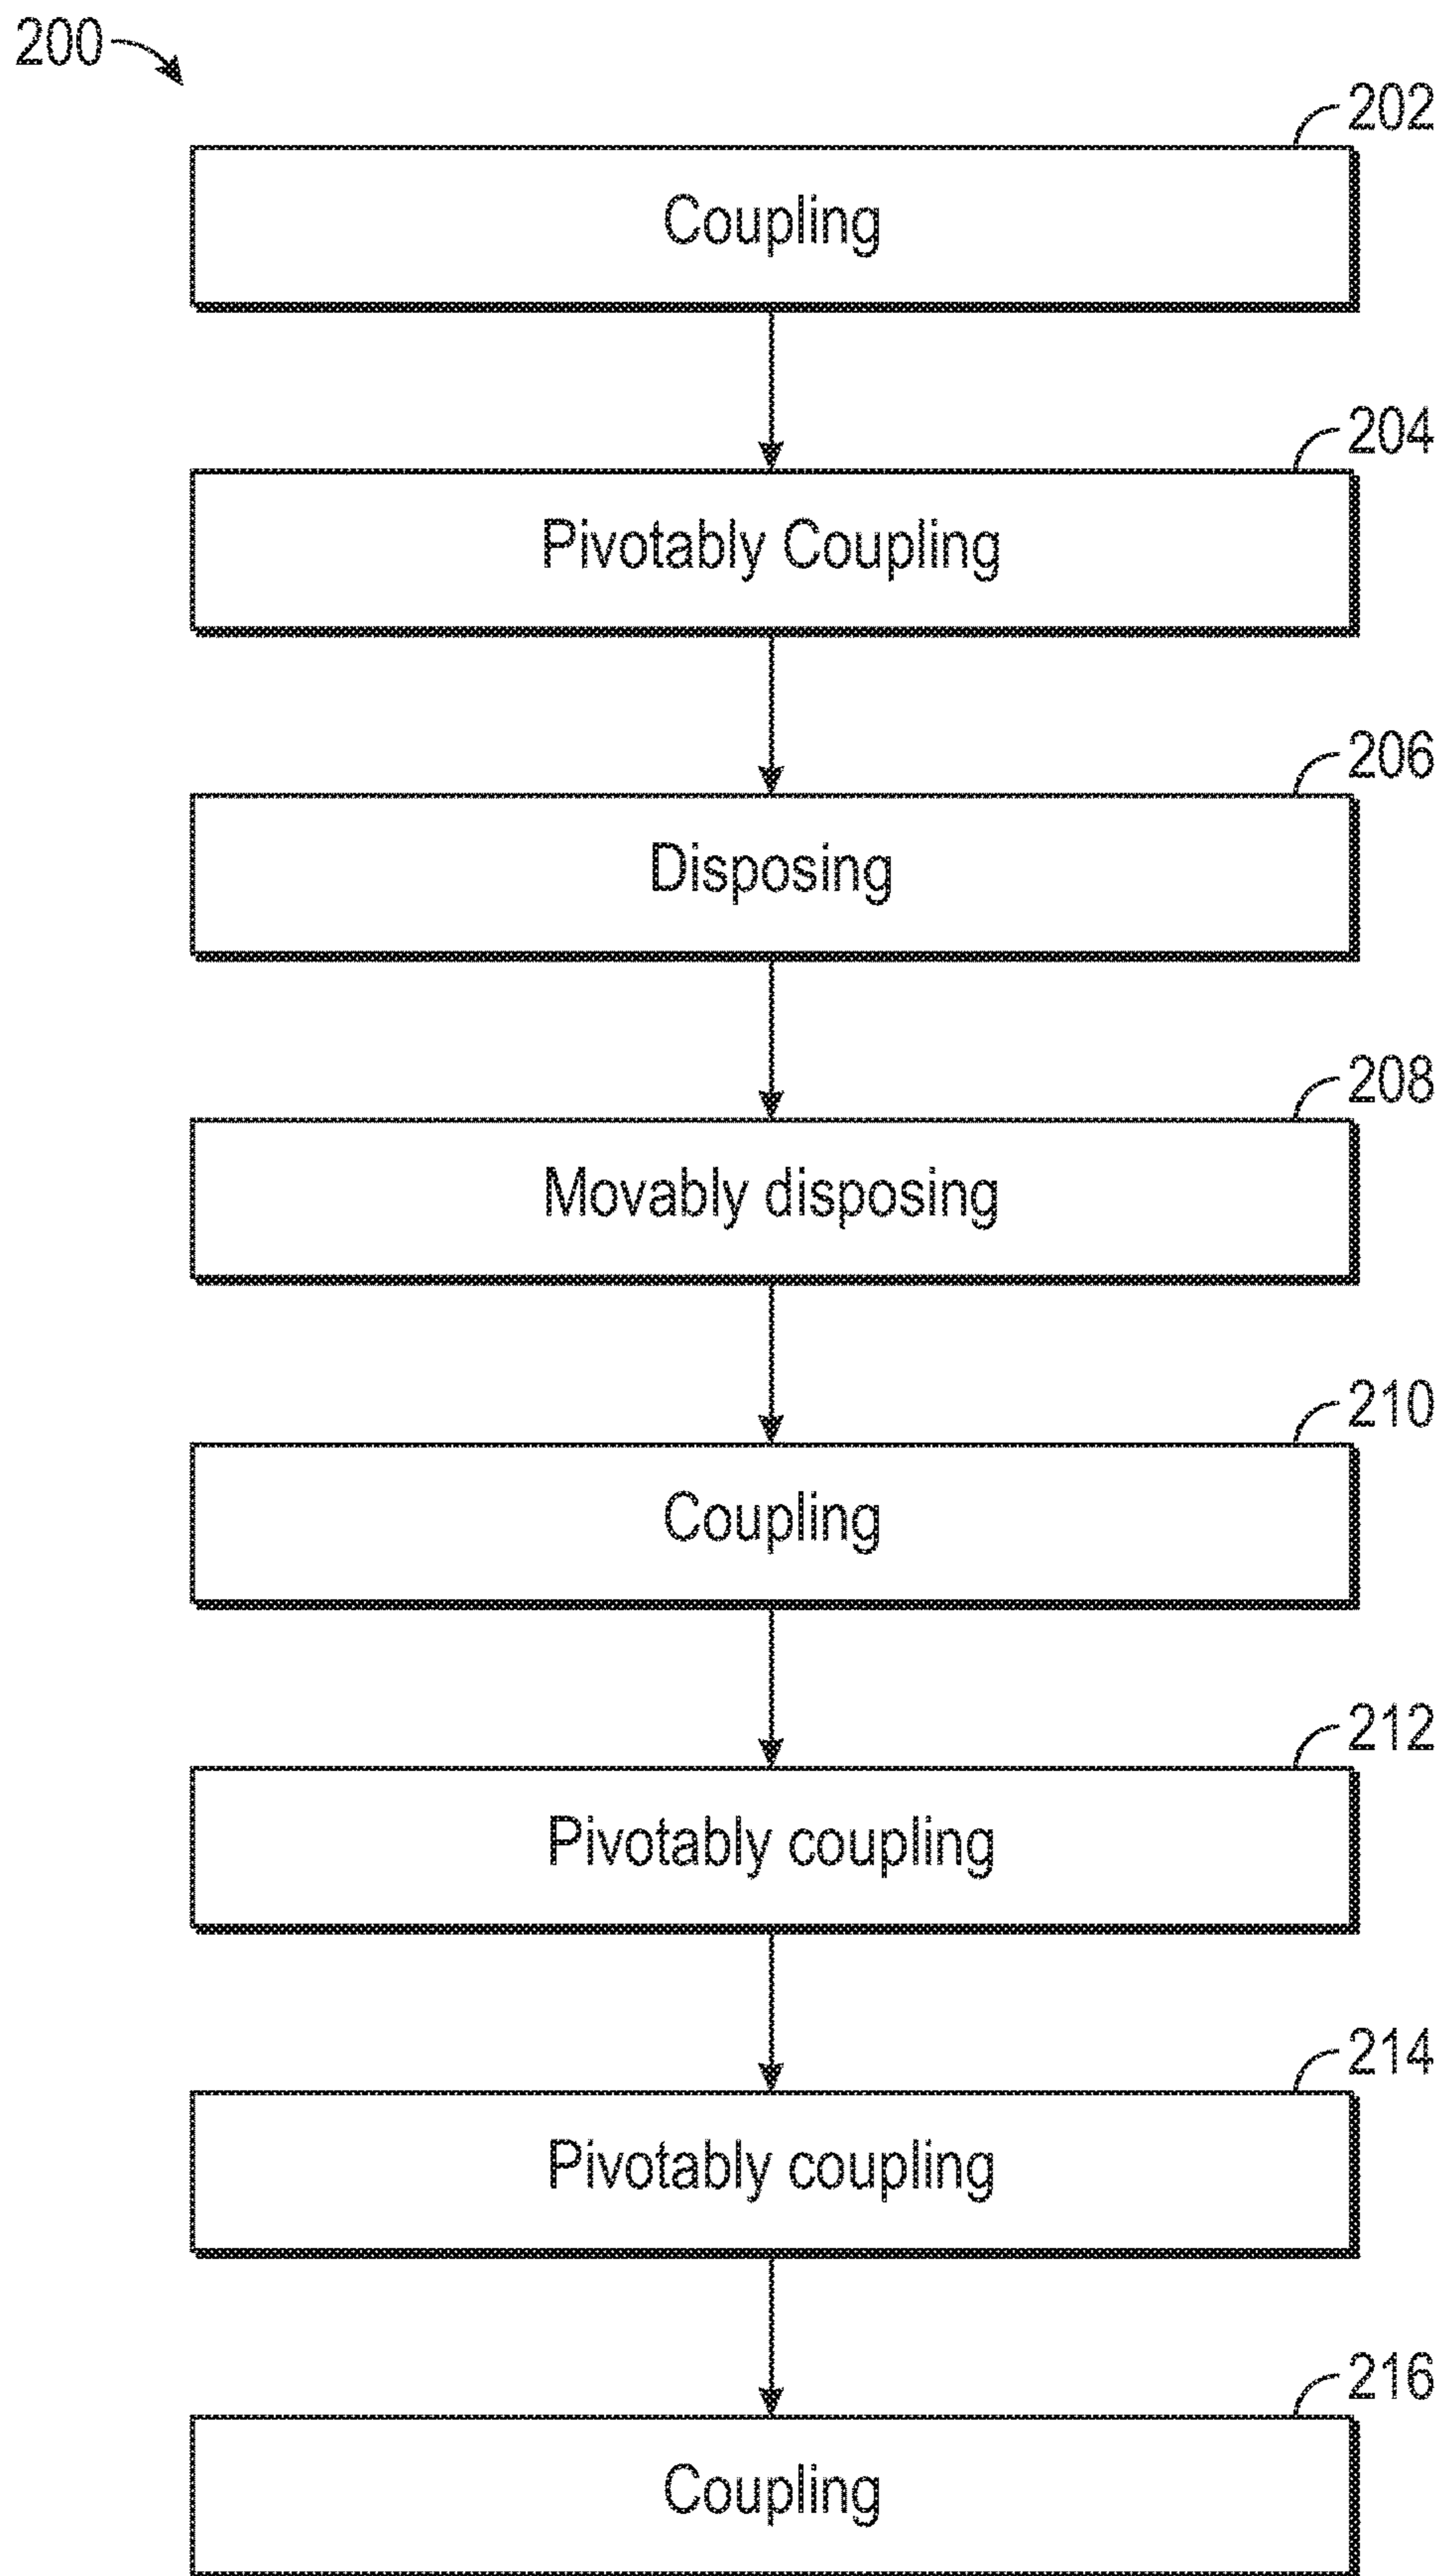 200
202
Coupling
204
Pivotably Coupling
206
Disposing
208
Movably disposing
210
Coupling
212
Pivotably coupling
214
Pivotably coupling
216
Coupling